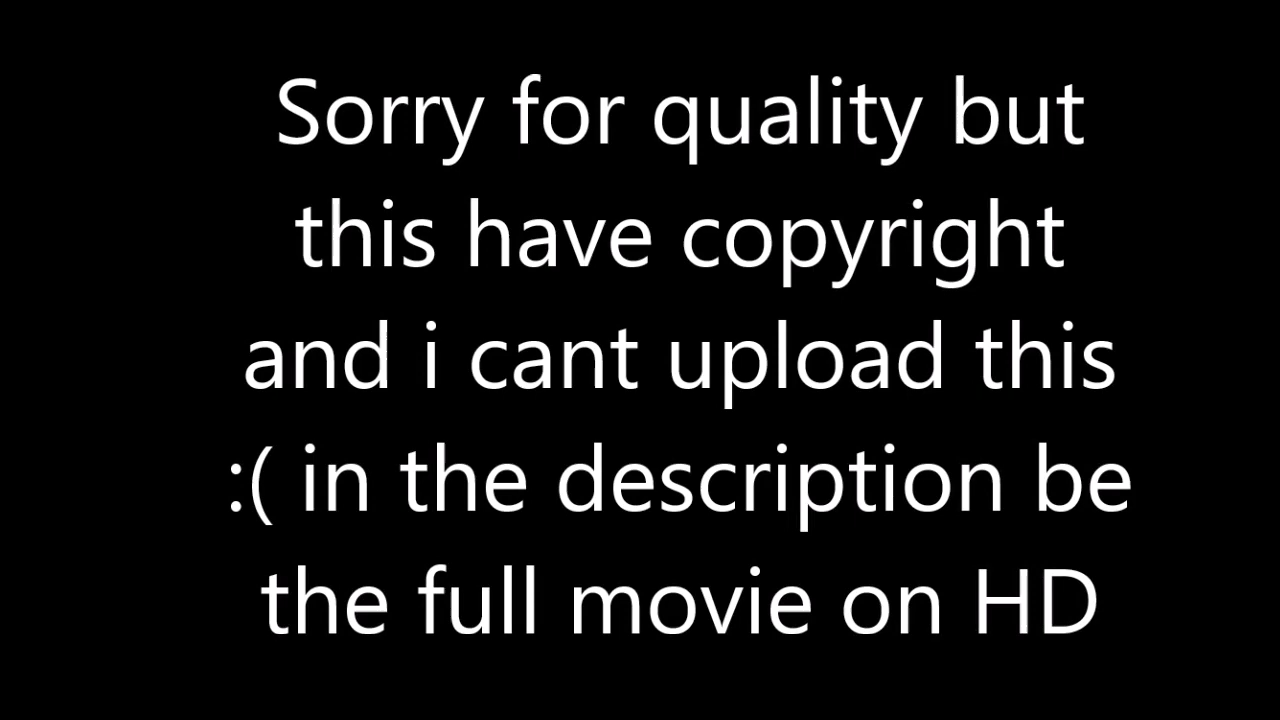 Sorry for quality but
this have copyright
and i cant upload this
:( in the description be
the full movie on HD